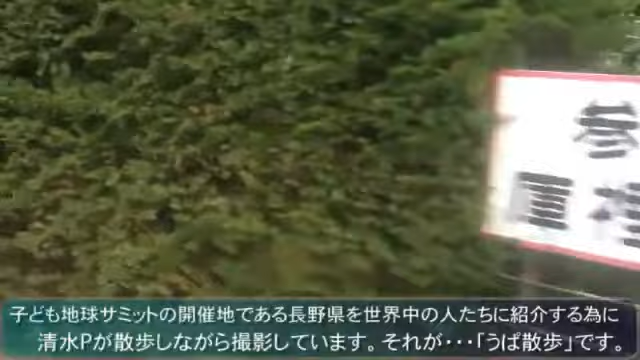 参
子ども地球サミットの開催地である長野県を世界中の人たちに紹介する為に
清水Pが散歩しながら撮影しています。それが・・・「うぱ散歩」です。